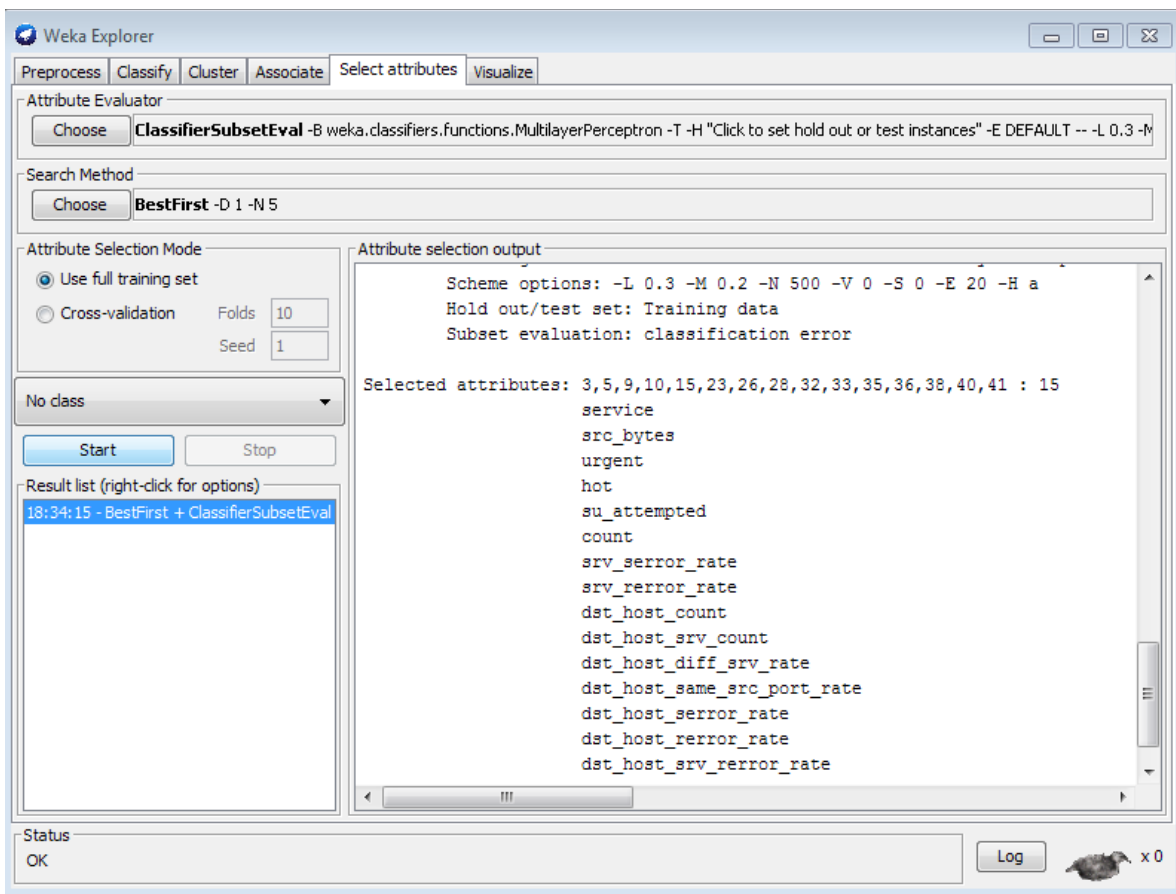 Weka Explorer
Preprocess Classify Cluster Associate Select attributes Visualize
Attribute Evaluator
Choose ClassifierSubsetEval -B weka.classifiers.functions.MultilayerPerceptron -T -H "Click to set hold out or test instances" -E DEFAULT -- -L 0.3 -M
Search Method
Choose BestFirst -D 1 -N 5
Attribute Selection Mode
Use full training set
Cross-validation Folds 10
Seed 1
No class
Start Stop
Result list (right-click for options)
18:34:15 - BestFirst + ClassifierSubsetEval
Attribute selection output
Scheme options: -L 0.3 -M 0.2 -N 500 -V 0 -S 0 -E 20 -H a
Hold out/test set: Training data
Subset evaluation: classification error
Selected attributes: 3,5,9,10,15,23,26,28,32,33,35,36,38,40,41 : 15
service
src_bytes
urgent
hot
su_attempted
count
srv_serror_rate
srv_rerror_rate
dst_host_count
dst_host_srv_count
dst_host_diff_srv_rate
dst_host_same_src_port_rate
dst_host_serror_rate
dst_host_rerror_rate
dst_host_srv_rerror_rate
Status
OK
Log x 0